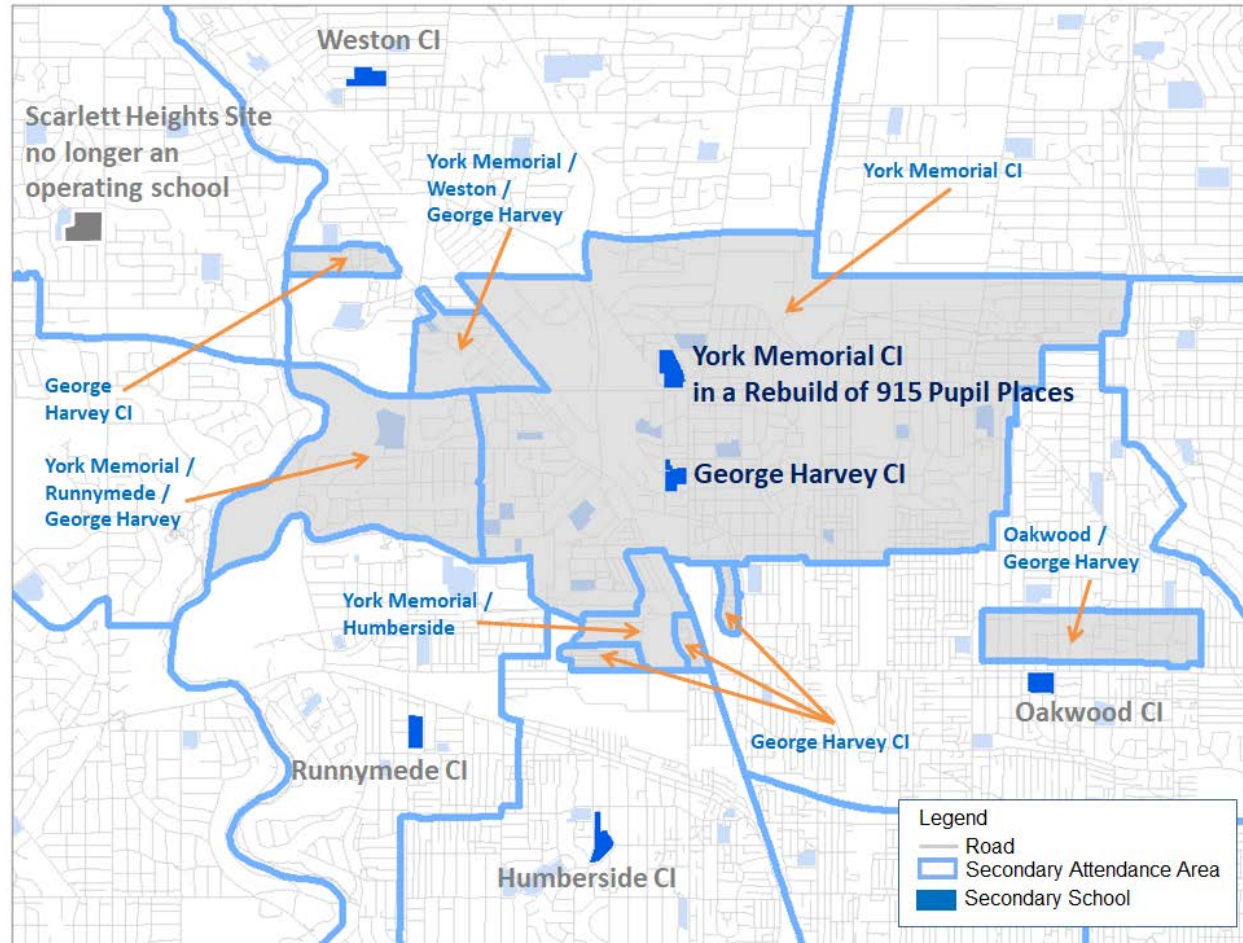 Weston CI
Scarlett Heights Site
no longer an
operating school
York Memorial /
Weston /
George Harvey
York Memorial CI
George
Harvey CI
York Memorial CI
in a Rebuild of 915 Pupil Places
York Memorial /
Runnymede /
George Harvey
George Harvey CI
Oakwood /
George Harvey
York Memorial /
Humberside
Oakwood CI
George Harvey CI
Runnymede CI
Humberside CI
Legend
Road
Secondary Attendance Area
Secondary School